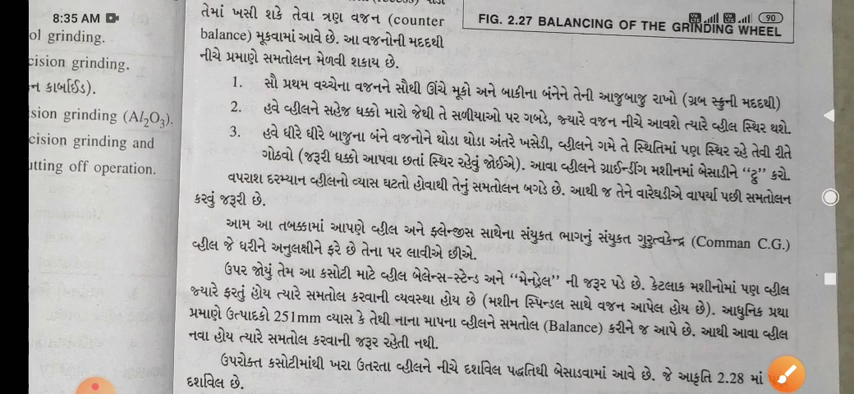 8:35 AM
ol grinding.
cision grinding.
ન કાર્બાઈડ).
sion grinding (Al₂O₃).
cision grinding and
utting off operation.
તેમાં ખસી શકે તેવા ત્રણ વજન (counter
balance) મૂકવામાં આવે છે. આ વજનોની મદદથી
નીચે પ્રમાણે સમતોલન મેળવી શકાય છે.
FIG. 2.27 BALANCING OF THE GRINDING WHEEL
90
1. સૌ પ્રથમ વચ્ચેના વજનને સૌથી ઊંચે મૂકો અને બાકીના બંનેને તેની આજુબાજુ રાખો (ગ્રબ સ્ક્રુની મદદથી)
2. હવે વ્હીલને સહેજ ધક્કો મારો જેથી તે સળીયાઓ પર ગબડે, જ્યારે વજન નીચે આવશે ત્યારે વ્હીલ સ્થિર થશે.
3. હવે ધીરે ધીરે બાજુના બંને વજનોને થોડા થોડા અંતરે ખસેડી, વ્હીલને ગમે તે સ્થિતિમાં પણ સ્થિર રહે તેવી રીતે
ગોઠવો (જરૂરી ધક્કો આપવા છતાં સ્થિર રહેવું જોઈએ). આવા વ્હીલને ગ્રાઈન્ડીંગ મશીનમાં બેસાડીને “ટ્રુ” કરો.
વપરાશ દરમ્યાન વ્હીલનો વ્યાસ ઘટતો હોવાથી તેનું સમતોલન બગડે છે. આથી જ તેને વારેઘડીએ વાપર્યા પછી સમતોલન
કરવું જરૂરી છે.
આમ આ તબક્કામાં આપણે વ્હીલ અને ફ્લેન્જીસ સાથેના સંયુકત ભાગનું સંયુકત ગુરુત્વકેન્દ્ર (Comman C.G.)
વ્હીલ જે ધરીને અનુલક્ષીને ફરે છે તેના પર લાવીએ છીએ.
ઉપર જોયું તેમ આ કસોટી માટે વ્હીલ બેલેન્સ-સ્ટેન્ડ અને “મેનડ્રેલ” ની જરૂર પડે છે. કેટલાક મશીનોમાં પણ વ્હીલ
જ્યારે ફરતું હોય ત્યારે સમતોલ કરવાની વ્યવસ્થા હોય છે (મશીન સ્પિન્ડલ સાથે વજન આપેલ હોય છે). આધુનિક પ્રથા
પ્રમાણે ઉત્પાદકો 251mm વ્યાસ કે તેથી નાના માપના વ્હીલને સમતોલ (Balance) કરીને જ આપે છે. આથી આવા વ્હીલ
નવા હોય ત્યારે સમતોલ કરવાની જરૂર રહેતી નથી.
ઉપરોક્ત કસોટીમાંથી ખરા ઉતરતા વ્હીલને નીચે દર્શાવેલ પદ્ધતિથી બેસાડવામાં આવે છે. જે આકૃતિ 2.28 માં
દર્શાવેલ છે.